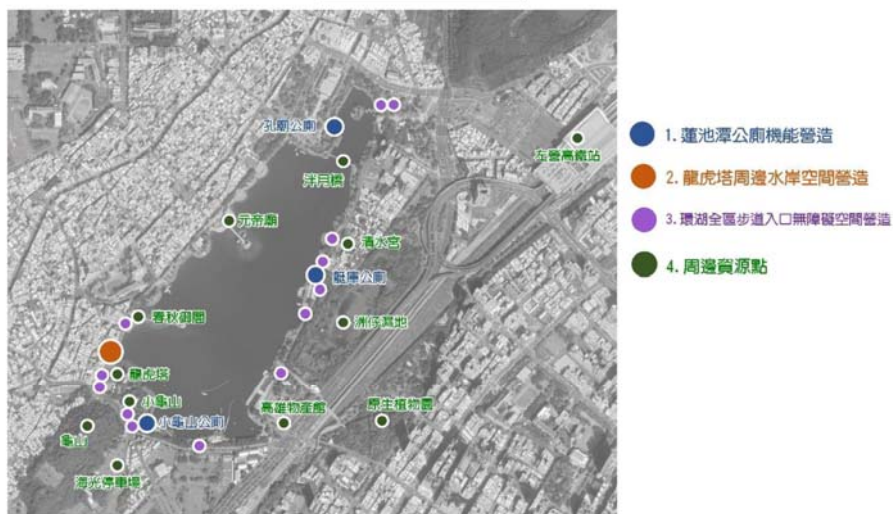 孔廟公廁
泮月橋
左營高鐵站
元帝廟
清水宮
艇庫公廁
春秋御閣
洲仔濕地
龍虎塔
小龜山
小龜山公廁
高雄物產館
原生植物園
龜山
海光停車場
1. 蓮池潭公廁機能營造
2. 龍虎塔周邊水岸空間營造
3. 環湖全區步道入口無障礙空間營造
4. 周邊資源點